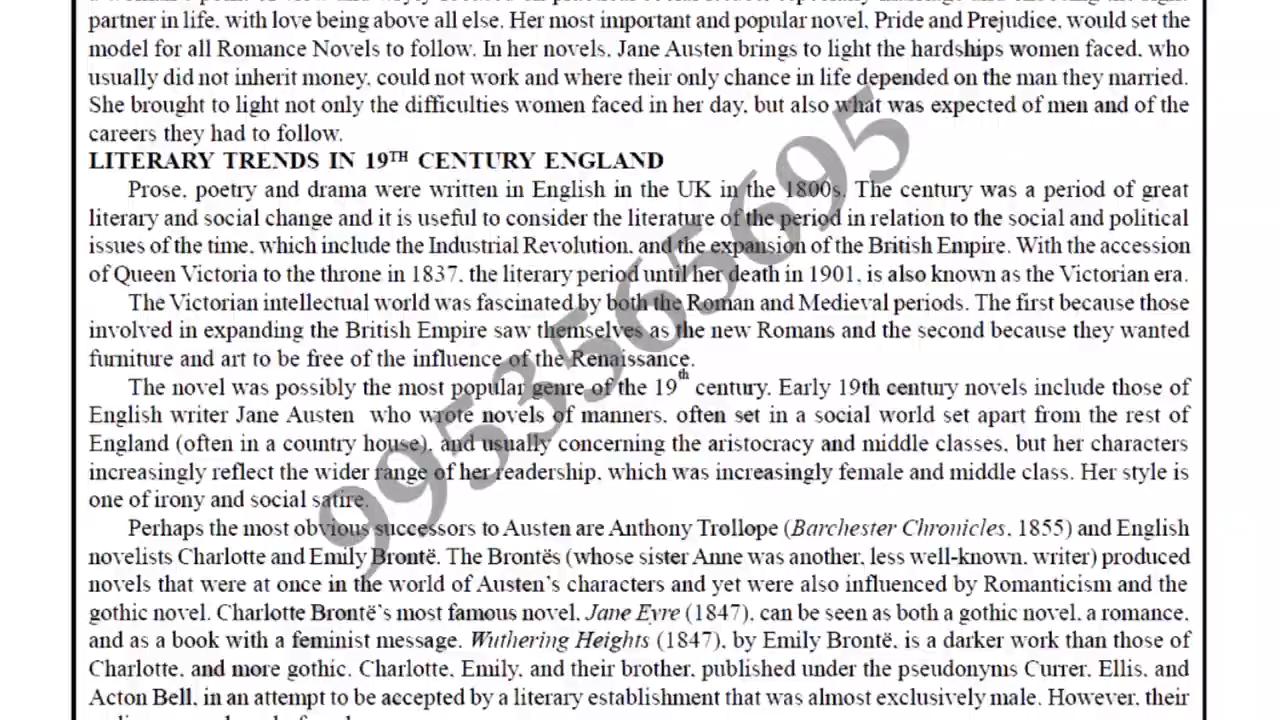 partner in life, with love being above all else. Her most important and popular novel, Pride and Prejudice, would set the
model for all Romance Novels to follow. In her novels, Jane Austen brings to light the hardships women faced, who
usually did not inherit money, could not work and where their only chance in life depended on the man they married.
She brought to light not only the difficulties women faced in her day, but also what was expected of men and of the
careers they had to follow.
LITERARY TRENDS IN 19TH CENTURY ENGLAND
Prose, poetry and drama were written in English in the UK in the 1800s. The century was a period of great
literary and social change and it is useful to consider the literature of the period in relation to the social and political
issues of the time, which include the Industrial Revolution, and the expansion of the British Empire. With the accession
of Queen Victoria to the throne in 1837, the literary period until her death in 1901, is also known as the Victorian era.
The Victorian intellectual world was fascinated by both the Roman and Medieval periods. The first because those
involved in expanding the British Empire saw themselves as the new Romans and the second because they wanted
furniture and art to be free of the influence of the Renaissance.
The novel was possibly the most popular genre of the 19th century. Early 19th century novels include those of
English writer Jane Austen who wrote novels of manners, often set in a social world set apart from the rest of
England (often in a country house), and usually concerning the aristocracy and middle classes, but her characters
increasingly reflect the wider range of her readership, which was increasingly female and middle class. Her style is
one of irony and social satire.
Perhaps the most obvious successors to Austen are Anthony Trollope (Barchester Chronicles, 1855) and English
novelists Charlotte and Emily Brontë. The Brontës (whose sister Anne was another, less well-known, writer) produced
novels that were at once in the world of Austen's characters and yet were also influenced by Romanticism and the
gothic novel. Charlotte Brontë's most famous novel, Jane Eyre (1847), can be seen as both a gothic novel, a romance,
and as a book with a feminist message. Wuthering Heights (1847), by Emily Brontë, is a darker work than those of
Charlotte, and more gothic. Charlotte, Emily, and their brother, published under the pseudonyms Currer, Ellis, and
Acton Bell, in an attempt to be accepted by a literary establishment that was almost exclusively male. However, their
9953565695